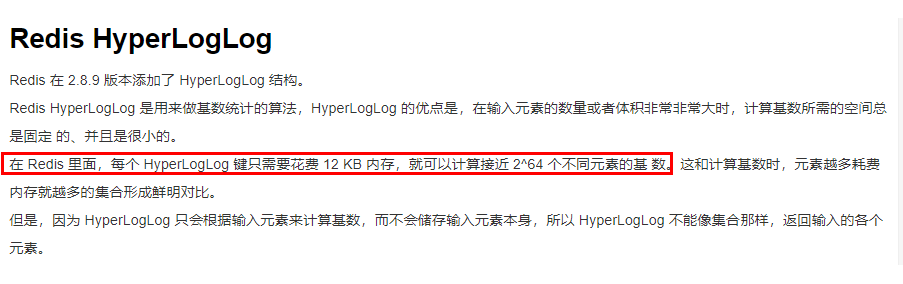 Redis HyperLogLog
Redis 在 2.8.9 版本添加了 HyperLogLog 结构。
Redis HyperLogLog 是用来做基数统计的算法，HyperLogLog 的优点是，在输入元素的数量或者体积非常非常大时，计算基数所需的空间总
是固定 的、并且是很小的。
在 Redis 里面，每个 HyperLogLog 键只需要花费 12 KB 内存，就可以计算接近 2^64 个不同元素的基 数。这和计算基数时，元素越多耗费
内存就越多的集合形成鲜明对比。
但是，因为 HyperLogLog 只会根据输入元素来计算基数，而不会储存输入元素本身，所以 HyperLogLog 不能像集合那样，返回输入的各个
元素。